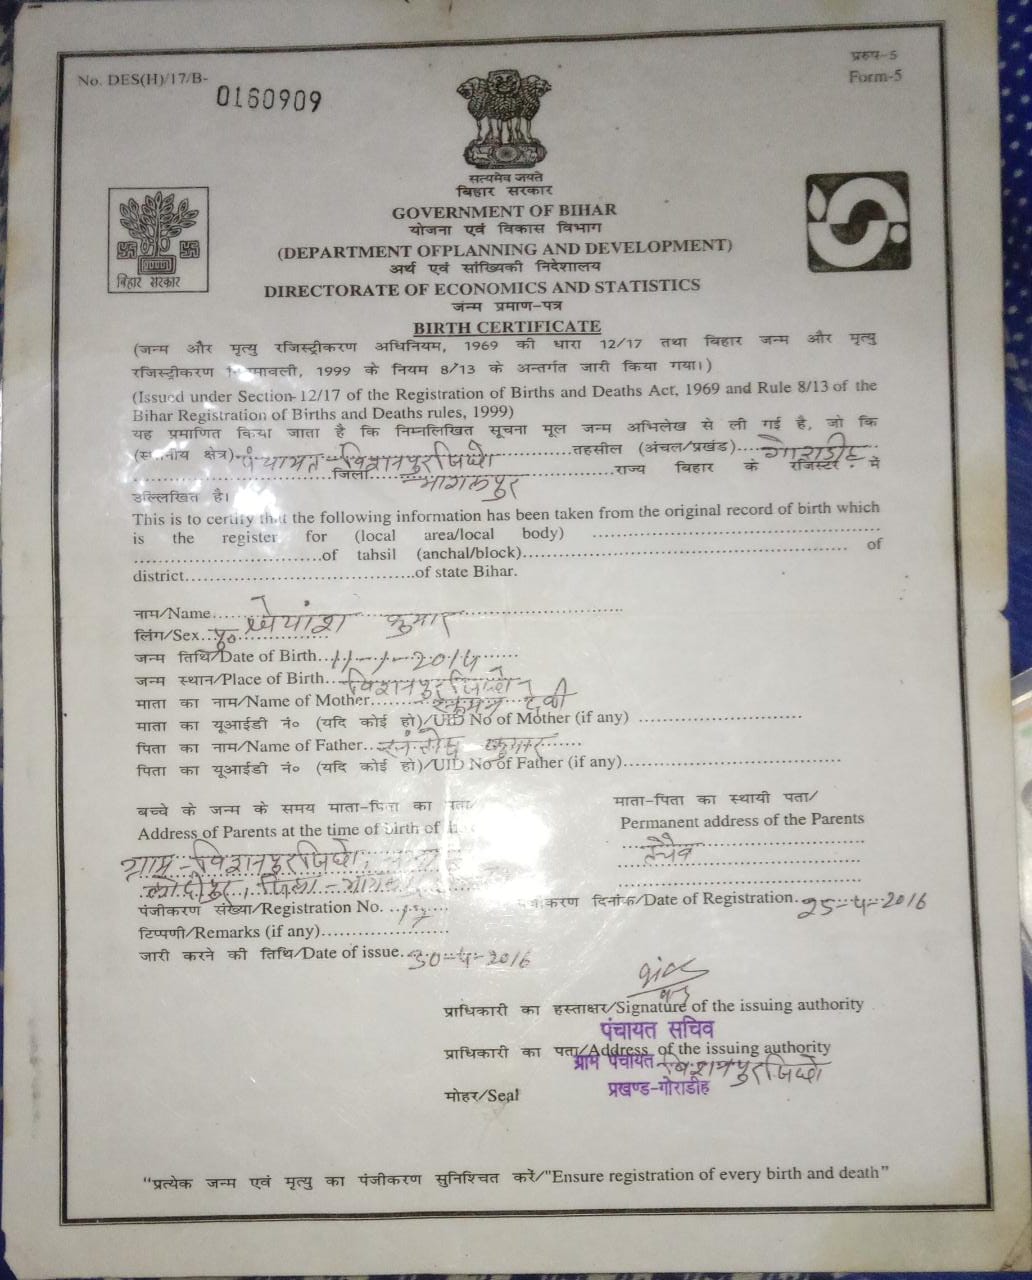 प्ररुप-5
No. DES(H)/17/B- 0160909
Form-5
सत्यमेव जयते
बिहार सरकार
बिहार सरकार
GOVERNMENT OF BIHAR
योजना एवं विकास विभाग
(DEPARTMENT OFPLANNING AND DEVELOPMENT)
अर्थ एवं सांख्यिकी निदेशालय
DIRECTORATE OF ECONOMICS AND STATISTICS
जंन्म प्रमाण-पत्र
BIRTH CERTIFICATE
(जन्म और मृत्यु रजिस्ट्रीकरण अधिनियम, 1969 की धारा 12/17 तथा बिहार जन्म और मृत्यु
रजिस्ट्रीकरण 1999 के नियम 8/13 के अन्तर्गत जारी किया गया।)
(Issued under Section-12/17 of the Registration of Births and Deaths Act, 1969 and Rule 8/13 of the
Bihar Registration of Births and Deaths rules, 1999)
यह प्रमाणित किया जाता है कि निम्नलिखित सूचना मूल जन्म अभिलेख से ली गई है, जो कि
(स्थानीय क्षेत्र) पंचायत-विशनपुर जिछो तहसील (अंचल/प्रखंड) गोराडीह
जिला भागलपुर राज्य बिहार के रजिस्टर में
उल्लिखित है।
This is to certify that the following information has been taken from the original record of birth which
is the register for (local area/local body)
of tahsil (anchal/block) of
district of state Bihar.
नाम/Name श्रेयांश कुमार
लिंग/Sex पु०
जन्म तिथि/Date of Birth 11-1-2014
जन्म स्थान/Place of Birth विशनपुर जिछो
माता का नाम/Name of Mother देवी
माता का यूआईडी नं० (यदि कोई हो)/UID No of Mother (if any)
पिता का नाम/Name of Father संतोष कुमार
पिता का यूआईडी नं० (यदि कोई हो)/UID No of Father (if any)
बच्चे के जन्म के समय माता-पिता का पता/
माता-पिता का स्थायी पता/
Address of Parents at the time of birth of
Permanent address of the Parents
ग्राम-विशनपुर जिछो,
तथैव
जिला-
पंजीकरण संख्या/Registration No.
पंजीकरण दिनांक/Date of Registration. 25-4-2016
टिप्पणी/Remarks (if any)
जारी करने की तिथि/Date of issue. 30-4-2016
प्राधिकारी का हस्ताक्षर/Signature of the issuing authority
पंचायत सचिव
प्राधिकारी का पता/Address of the issuing authority
ग्राम पंचायत विशनपुर जिछो
प्रखण्ड-गोराडीह
मोहर/Seal
“प्रत्येक जन्म एवं मृत्यु का पंजीकरण सुनिश्चित करें/"Ensure registration of every birth and death”